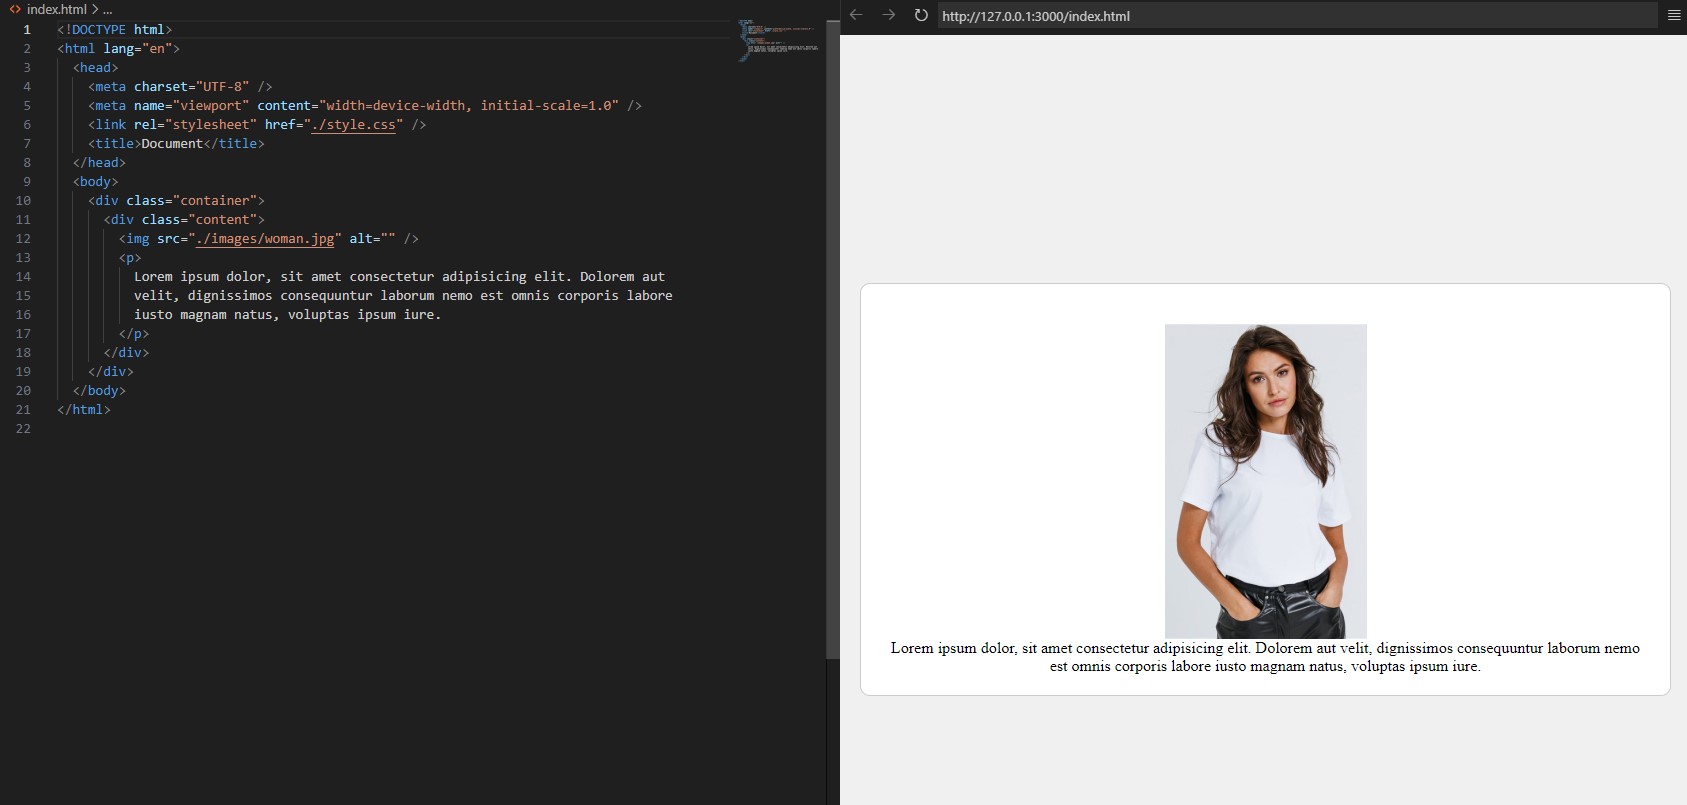 index.html > ...
1 <!DOCTYPE html>
2 <html lang="en">
3 <head>
4 <meta charset="UTF-8" />
5 <meta name="viewport" content="width=device-width, initial-scale=1.0" />
6 <link rel="stylesheet" href="./style.css" />
7 <title>Document</title>
8 </head>
9 <body>
10 <div class="container">
11 <div class="content">
12 <img src="./images/woman.jpg" alt="" />
13 <p>
14 Lorem ipsum dolor, sit amet consectetur adipisicing elit. Dolorem aut
15 velit, dignissimos consequuntur laborum nemo est omnis corporis labore
16 iusto magnam natus, voluptas ipsum iure.
17 </p>
18 </div>
19 </div>
20 </body>
21 </html>
22
http://127.0.0.1:3000/index.html
Lorem ipsum dolor, sit amet consectetur adipisicing elit. Dolorem aut velit, dignissimos consequuntur laborum nemo
est omnis corporis labore iusto magnam natus, voluptas ipsum iure.